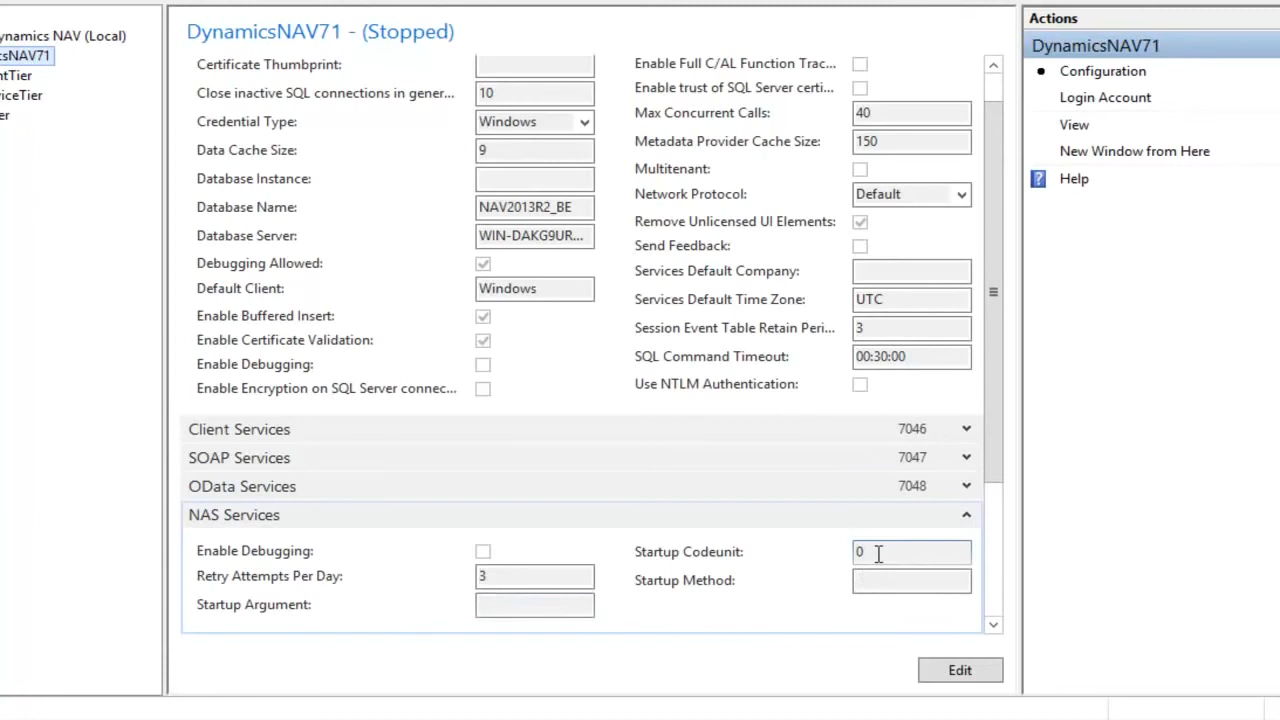 ynamics NAV (Local)
csNAV71
ntTier
viceTier
er
DynamicsNAV71 - (Stopped)
Certificate Thumbprint:
Close inactive SQL connections in gener... 10
Credential Type: Windows
Data Cache Size: 9
Database Instance:
Database Name: NAV2013R2_BE
Database Server: WIN-DAKG9UR...
Debugging Allowed:
Default Client: Windows
Enable Buffered Insert:
Enable Certificate Validation:
Enable Debugging:
Enable Encryption on SQL Server connec...
Enable Full C/AL Function Trac...
Enable trust of SQL Server certi...
Max Concurrent Calls: 40
Metadata Provider Cache Size: 150
Multitenant:
Network Protocol: Default
Remove Unlicensed UI Elements:
Send Feedback:
Services Default Company:
Services Default Time Zone: UTC
Session Event Table Retain Peri... 3
SQL Command Timeout: 00:30:00
Use NTLM Authentication:
Client Services 7046
SOAP Services 7047
OData Services 7048
NAS Services
Enable Debugging:
Retry Attempts Per Day: 3
Startup Argument:
Startup Codeunit: 0
Startup Method:
Edit
Actions
DynamicsNAV71
Configuration
Login Account
View
New Window from Here
? Help